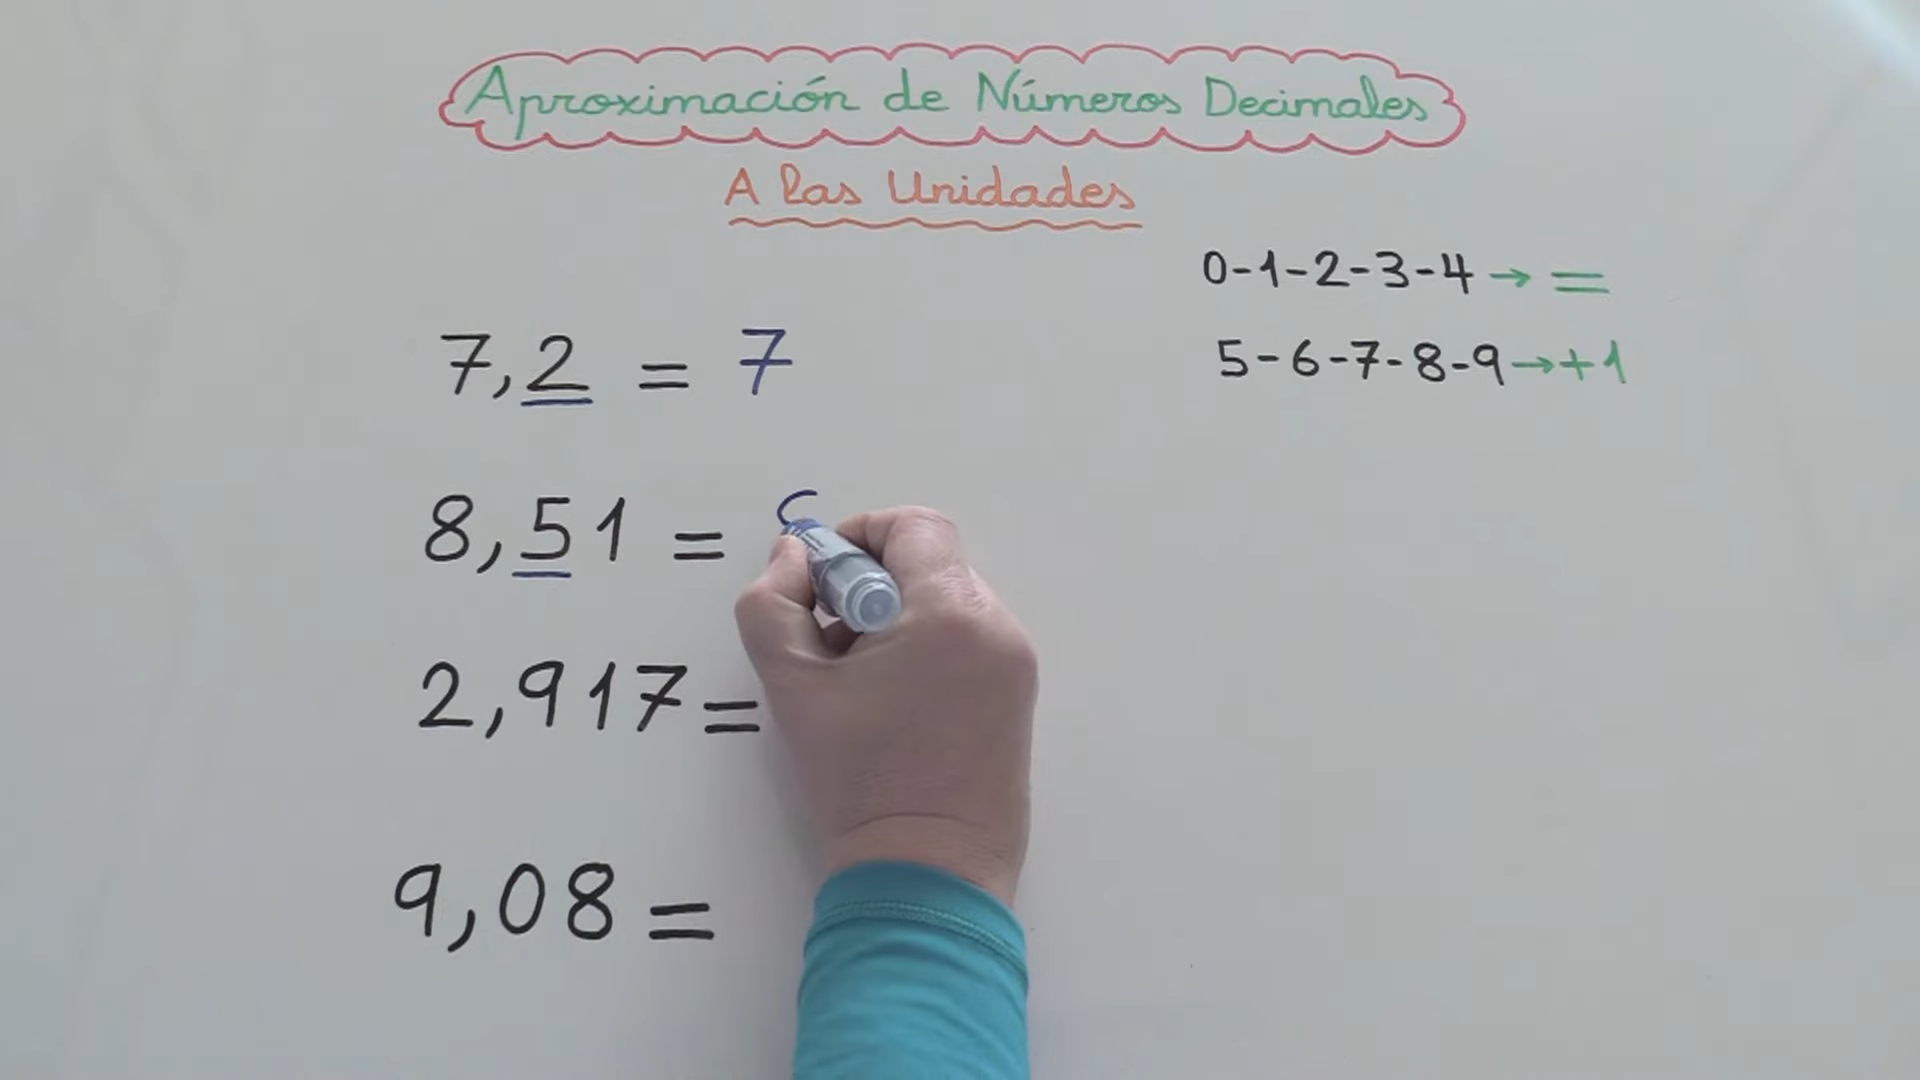 Aproximación de Números Decimales
A las Unidades
0-1-2-3-4 → =
5-6-7-8-9 → +1
7,2 = 7
8,51 =
2,917=
9,08=